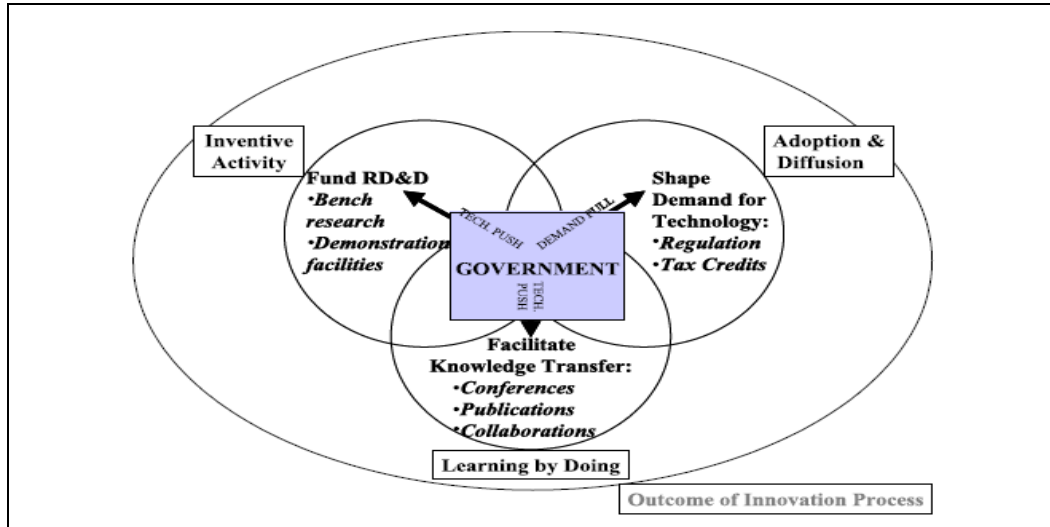 Inventive
Activity
Adoption &
Diffusion
Fund RD&D
•Bench
research
•Demonstration
facilities
Shape
Demand for
Technology:
•Regulation
•Tax Credits
TECH. PUSH
DEMAND PULL
GOVERNMENT
TECH.
PUSH
Facilitate
Knowledge Transfer:
•Conferences
•Publications
•Collaborations
Learning by Doing
Outcome of Innovation Process